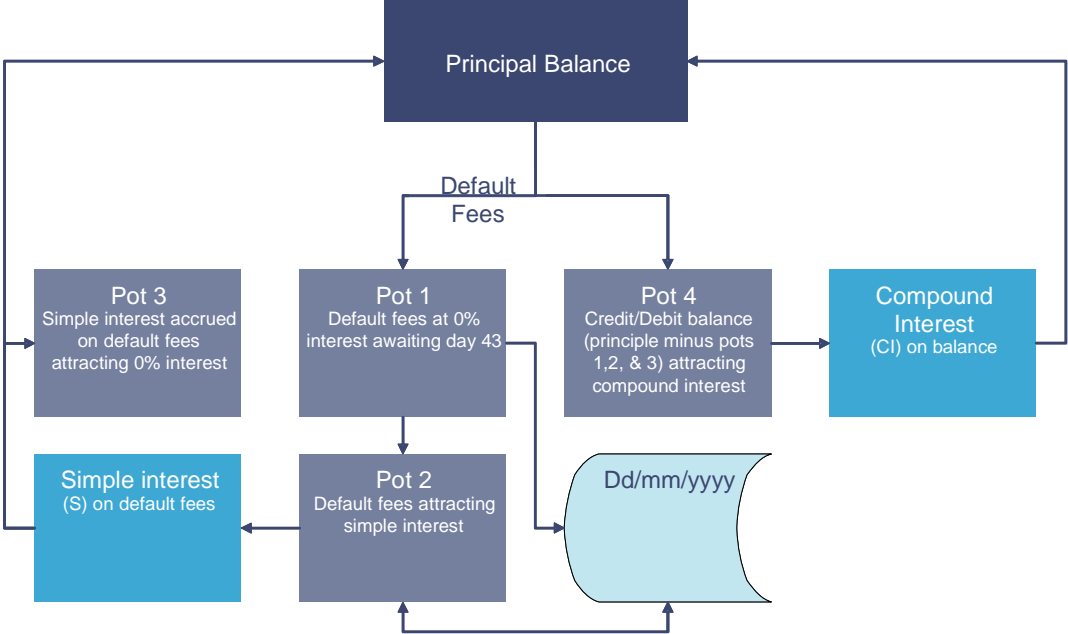 Principal Balance
Default
Fees
Pot 3
Simple interest accrued
on default fees
attracting 0% interest
Pot 1
Default fees at 0%
interest awaiting day 43
Pot 4
Credit/Debit balance
(principle minus pots
1,2, & 3) attracting
compound interest
Compound
Interest
(CI) on balance
Simple interest
(S) on default fees
Pot 2
Default fees attracting
simple interest
Dd/mm/yyyy